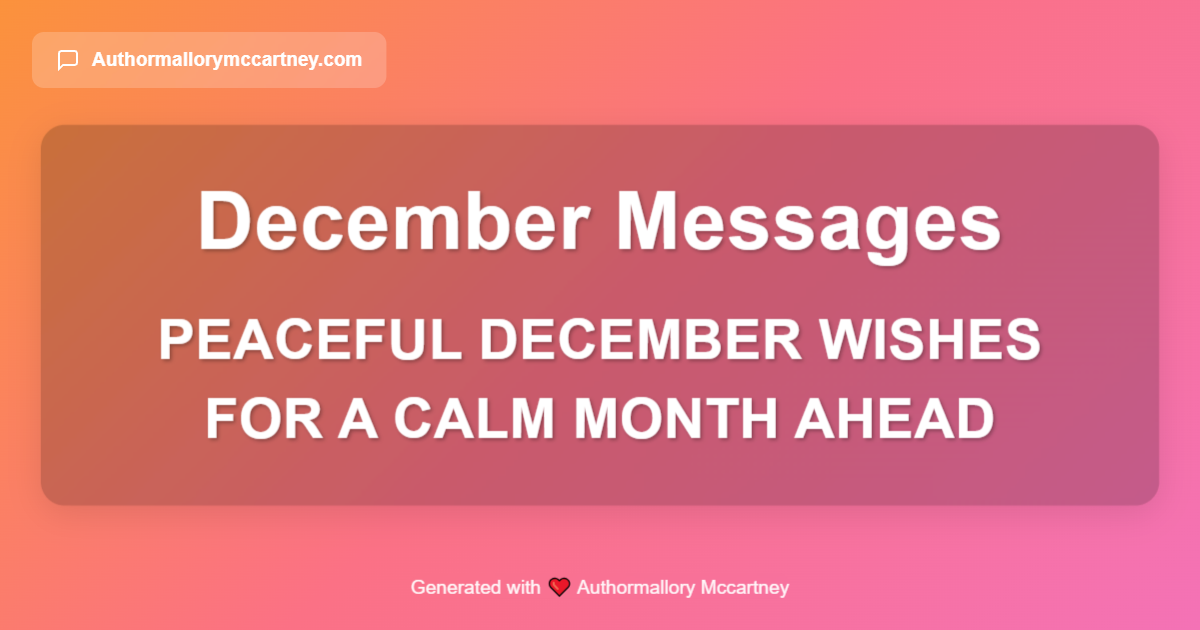 Authormallorymccartney.com
December Messages
PEACEFUL DECEMBER WISHES
FOR A CALM MONTH AHEAD
Generated with ❤️ Authormallory Mccartney